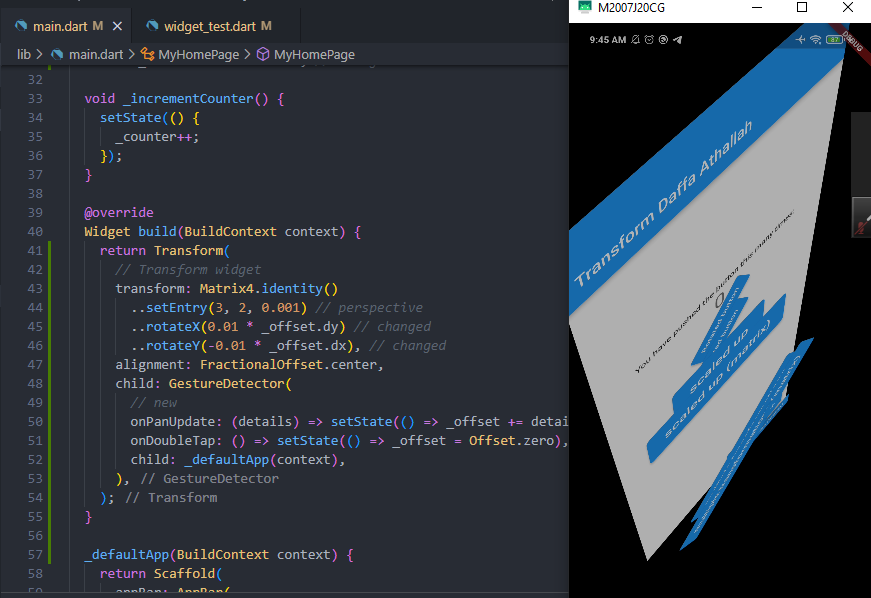 main.dart M
widget_test.dart M
lib > main.dart > MyHomePage > MyHomePage
32
33 void _incrementCounter() {
34 setState(() {
35 _counter++;
36 });
37 }
38
39 @override
40 Widget build(BuildContext context) {
41 return Transform(
42 // Transform widget
43 transform: Matrix4.identity()
44 ..setEntry(3, 2, 0.001) // perspective
45 ..rotateX(0.01 * _offset.dy) // changed
46 ..rotateY(-0.01 * _offset.dx), // changed
47 alignment: FractionalOffset.center,
48 child: GestureDetector(
49 // new
50 onPanUpdate: (details) => setState(() => _offset += detai
51 onDoubleTap: () => setState(() => _offset = Offset.zero),
52 child: _defaultApp(context),
53 ), // GestureDetector
54 ); // Transform
55 }
56
57 _defaultApp(BuildContext context) {
58 return Scaffold(
59 appBar: AppBar(
M2007J20CG
9:45 AM
87
DEBUG
Transform Daffa Athallah
You have pushed the button this many times:
0
scaled up
scaled up (matrix)